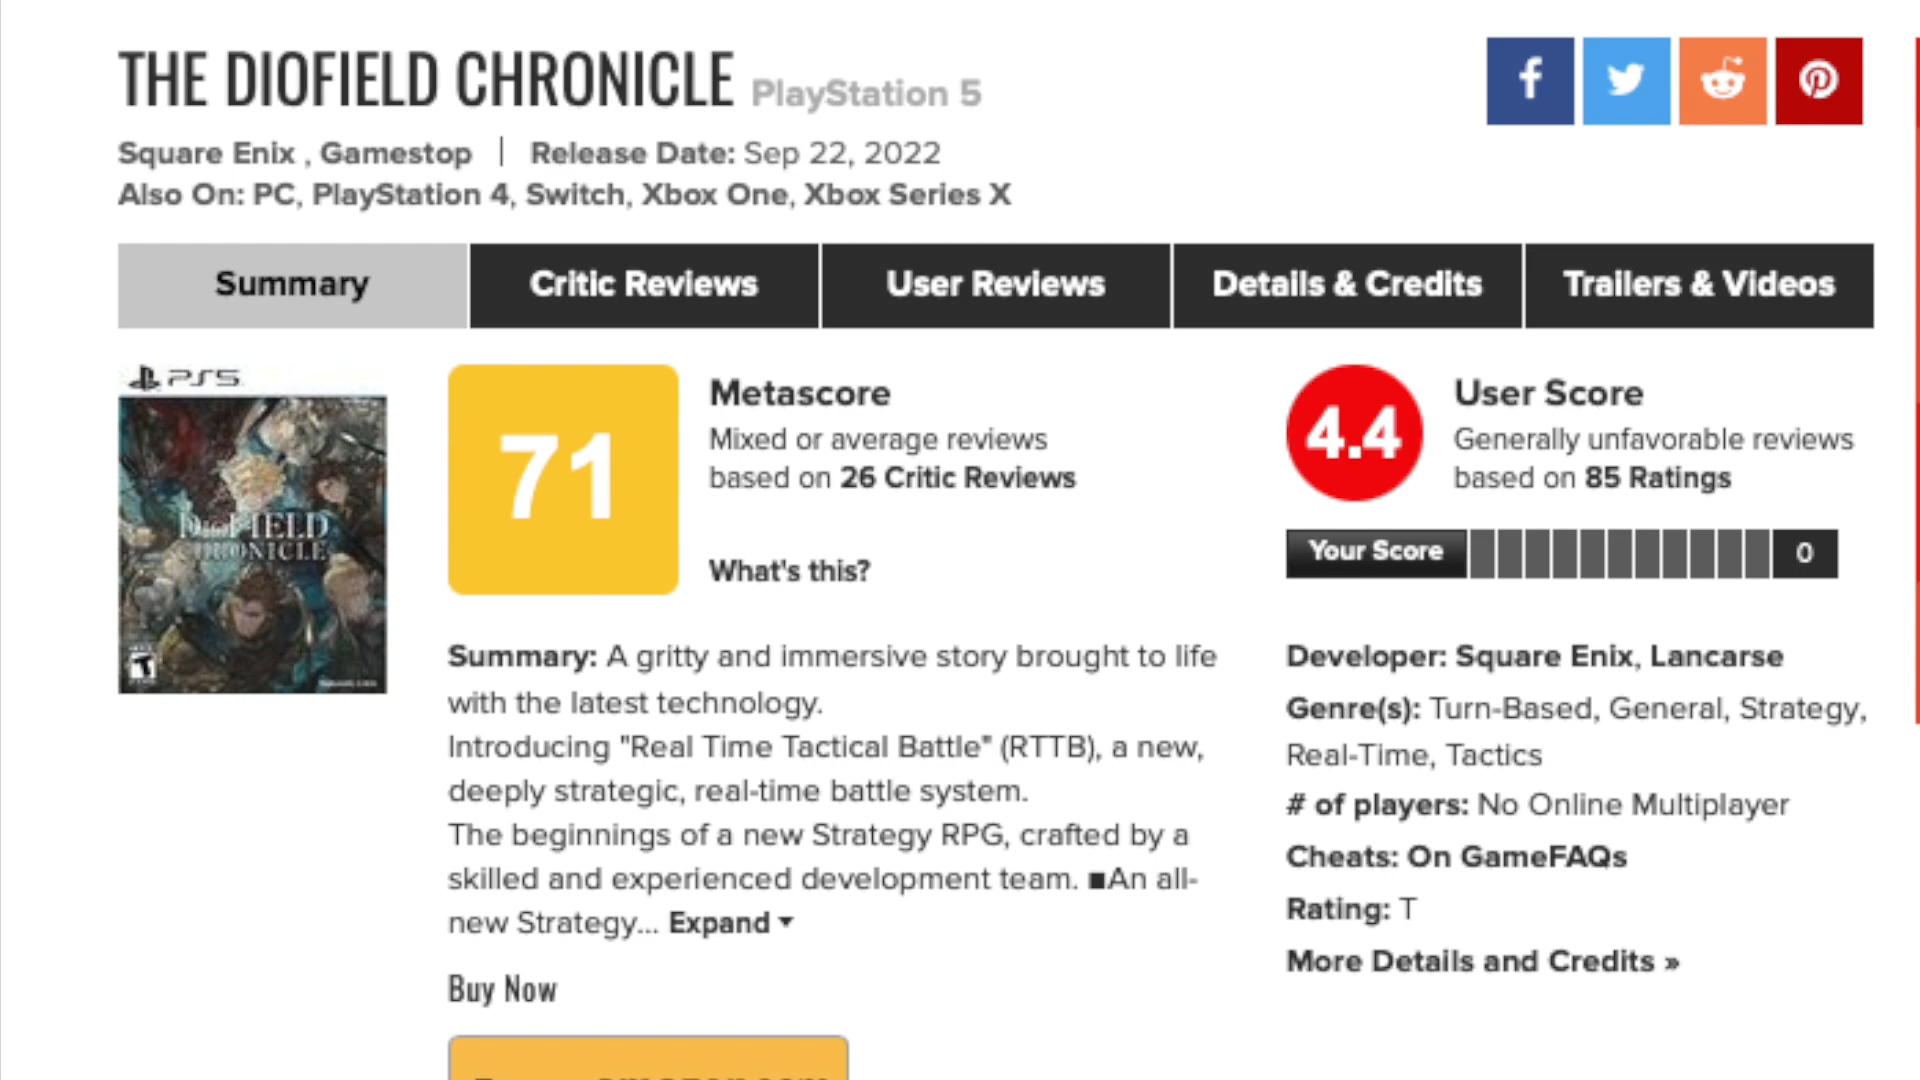 THE DIOFIELD CHRONICLE PlayStation 5
Square Enix , Gamestop | Release Date: Sep 22, 2022
Also On: PC, PlayStation 4, Switch, Xbox One, Xbox Series X
Summary Critic Reviews User Reviews Details & Credits Trailers & Videos
PS5
DIOFIELD
CHRONICLE
T
71
Metascore
Mixed or average reviews
based on 26 Critic Reviews
What's this?
4.4
User Score
Generally unfavorable reviews
based on 85 Ratings
Your Score 0
Summary: A gritty and immersive story brought to life
with the latest technology.
Introducing "Real Time Tactical Battle" (RTTB), a new,
deeply strategic, real-time battle system.
The beginnings of a new Strategy RPG, crafted by a
skilled and experienced development team. ■An all-
new Strategy... Expand
Buy Now
Developer: Square Enix, Lancarse
Genre(s): Turn-Based, General, Strategy,
Real-Time, Tactics
# of players: No Online Multiplayer
Cheats: On GameFAQs
Rating: T
More Details and Credits »